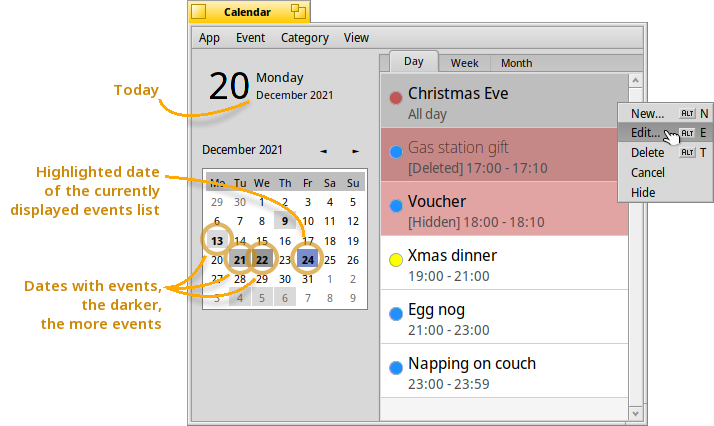 Calendar
App Event Category View
Today
20 Monday
December 2021
December 2021 ◄ ►
Highlighted date
of the currently
displayed events list
Mo Tu We Th Fr Sa Su
29 30 1 2 3 4 5
6 7 8 9 10 11 12
13 14 15 16 17 18 19
20 21 22 23 24 25 26
27 28 29 30 31 1 2
3 4 5 6 7 8 9
Dates with events,
the darker,
the more events
Day Week Month
Christmas Eve
All day
Gas station gift
[Deleted] 17:00 - 17:10
Voucher
[Hidden] 18:00 - 18:10
Xmas dinner
19:00 - 21:00
Egg nog
21:00 - 23:00
Napping on couch
23:00 - 23:59
New... ALT N
Edit... ALT E
Delete ALT T
Cancel
Hide